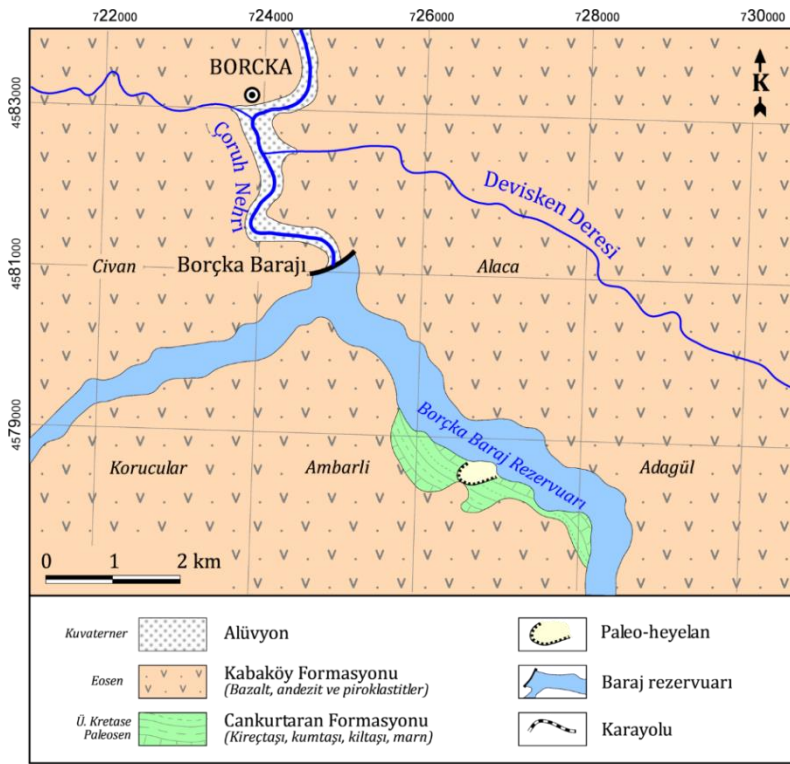 722000
724000
726000
728000
730000
4583000
4581000
4579000
BORCKA
K
Çoruh Nehri
Devisken Deresi
Civan
Borçka Barajı
Alaca
Borçka Baraj Rezervuarı
Korucular
Ambarli
Adagül
0 1 2 km
Kuvaterner
Alüvyon
Paleo-heyelan
Eosen
Kabaköy Formasyonu
(Bazalt, andezit ve piroklastitler)
Baraj rezervuarı
Ü. Kretase
Paleosen
Cankurtaran Formasyonu
(Kireçtaşı, kumtaşı, kiltaşı, marn)
Karayolu